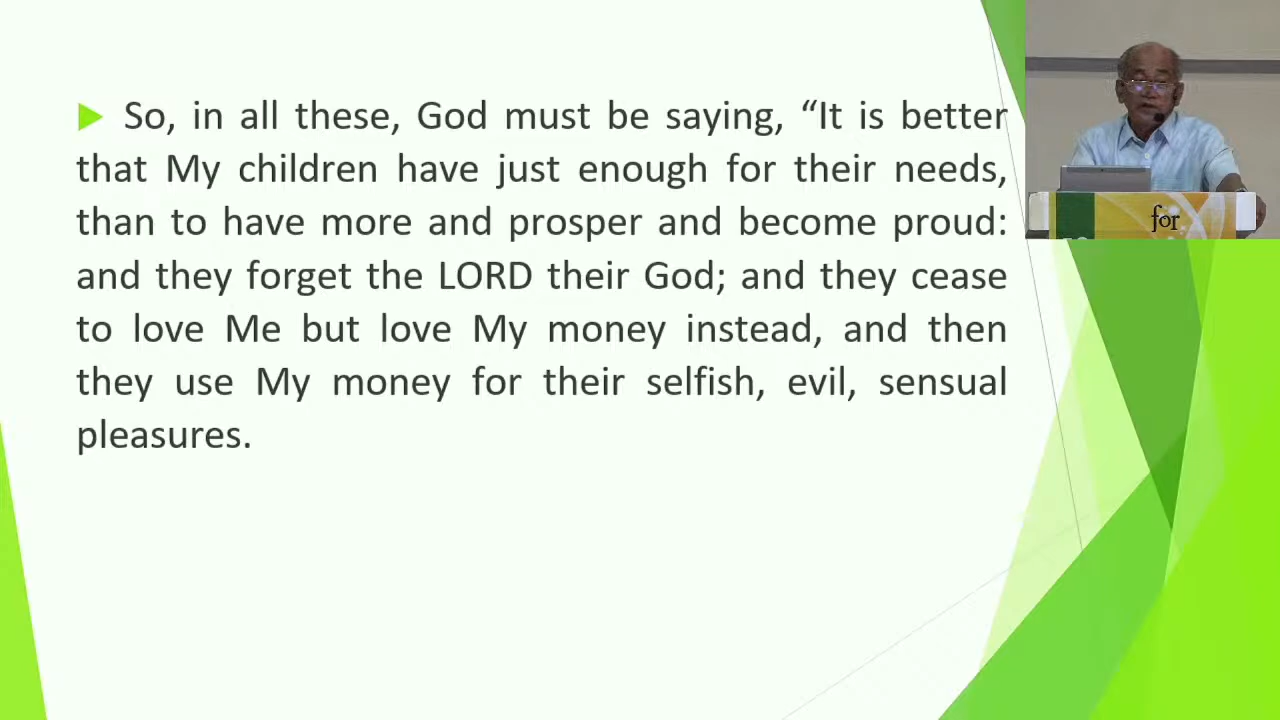 So, in all these, God must be saying, “It is better
that My children have just enough for their needs,
than to have more and prosper and become proud:
and they forget the LORD their God; and they cease
to love Me but love My money instead, and then
they use My money for their selfish, evil, sensual
pleasures.
for